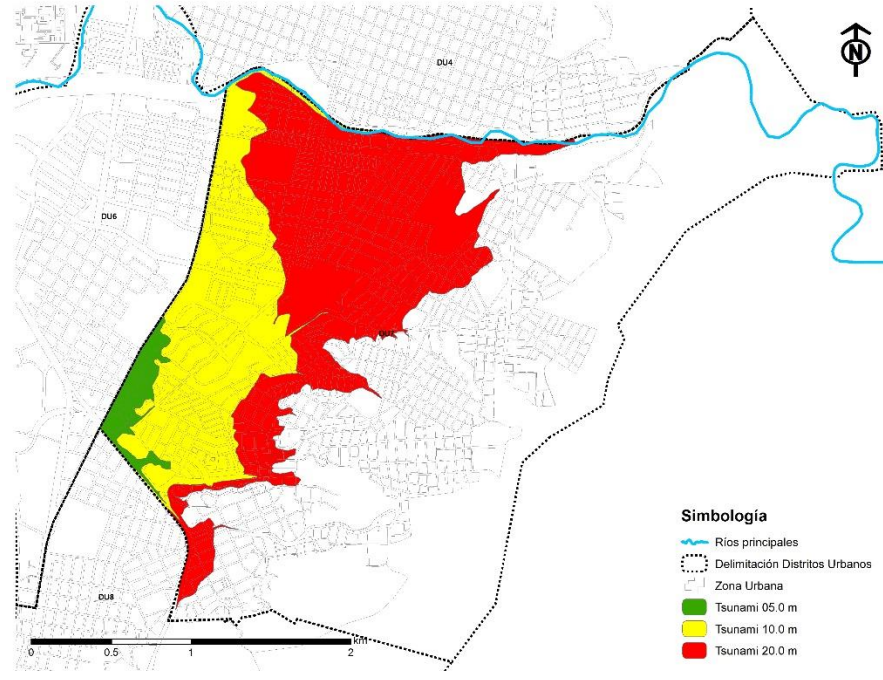 N
DU4
DU6
DU8
km
0 0.5 1 2
Simbología
Ríos principales
Delimitación Distritos Urbanos
Zona Urbana
Tsunami 05.0 m
Tsunami 10.0 m
Tsunami 20.0 m